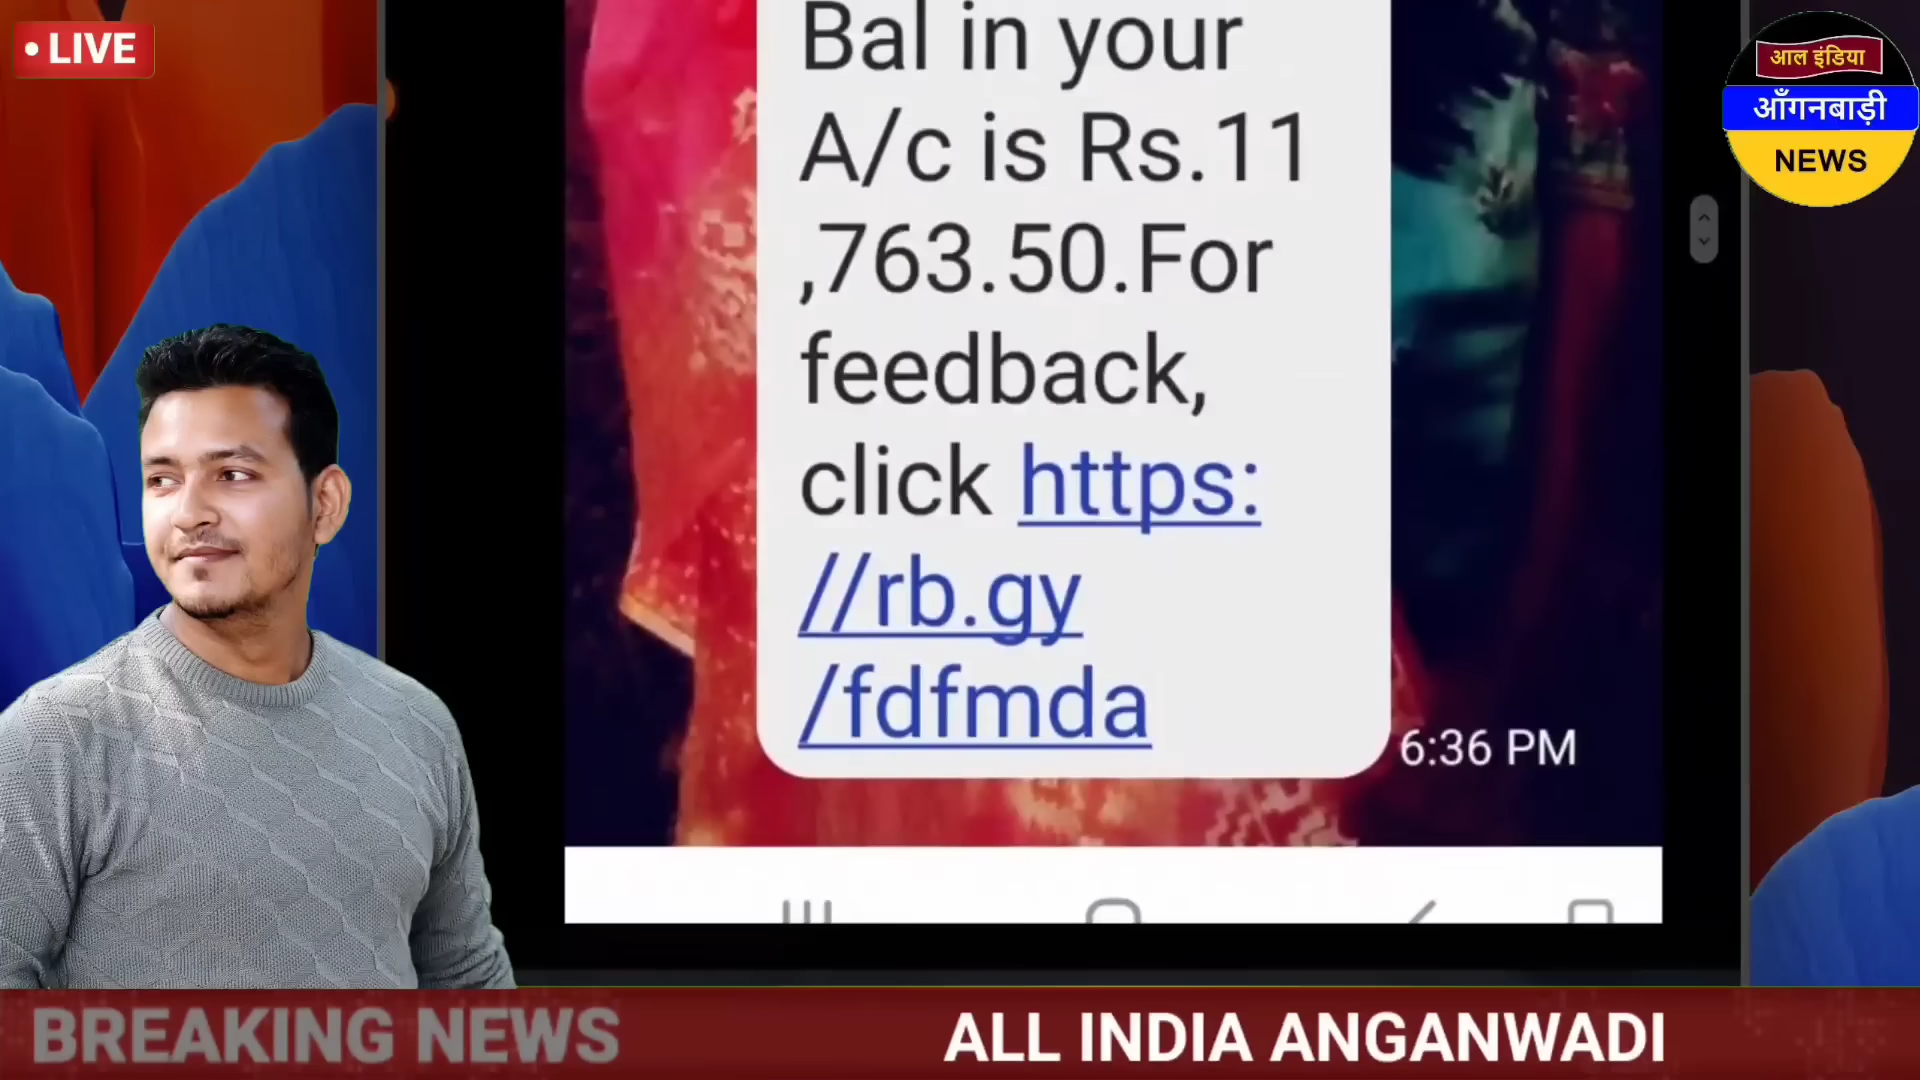 • LIVE
Bal in your
A/c is Rs.11
,763.50.For
feedback,
click https:
//rb.gy
/fdfmda
6:36 PM
आल इंडिया
आँगनबाड़ी
NEWS
BREAKING NEWS
ALL INDIA ANGANWADI